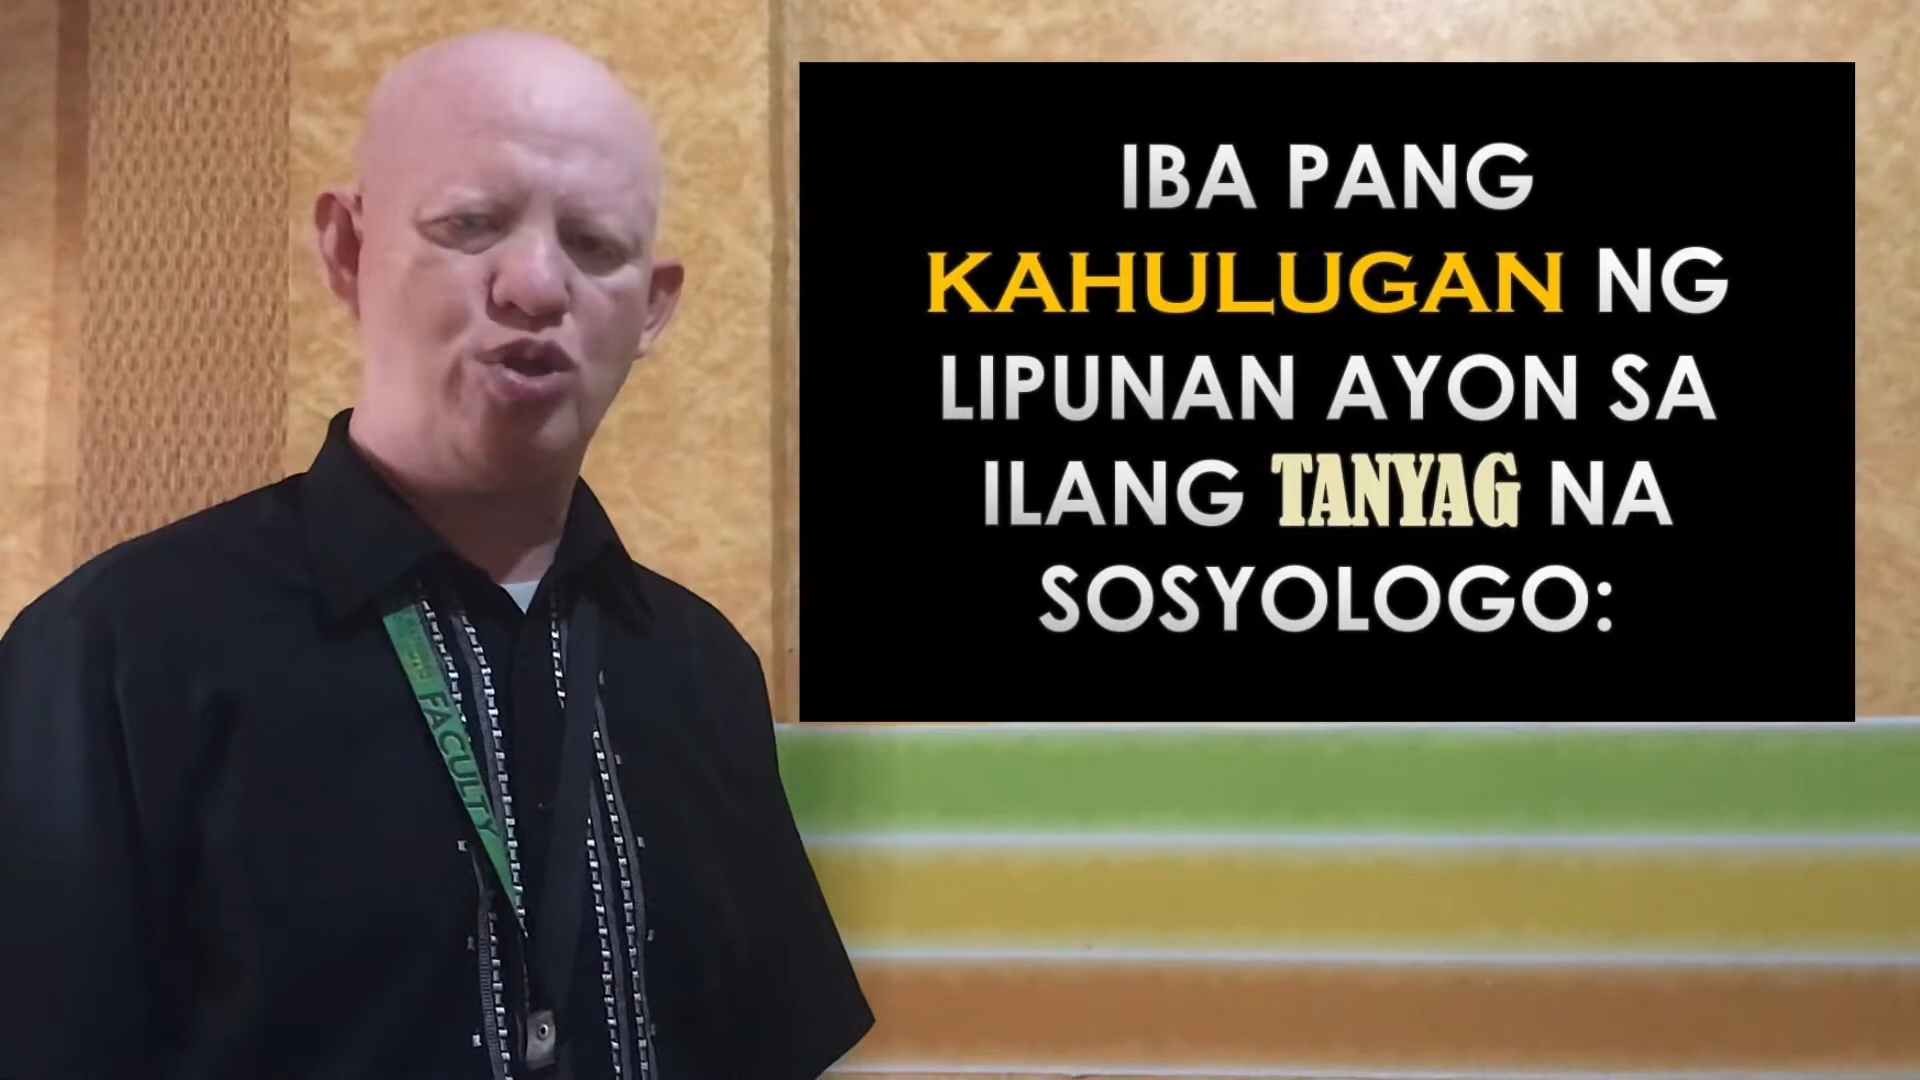 IBA PANG
KAHULUGAN NG
LIPUNAN AYON SA
ILANG TANYAG NA
SOSYOLOGO:
FACULTY